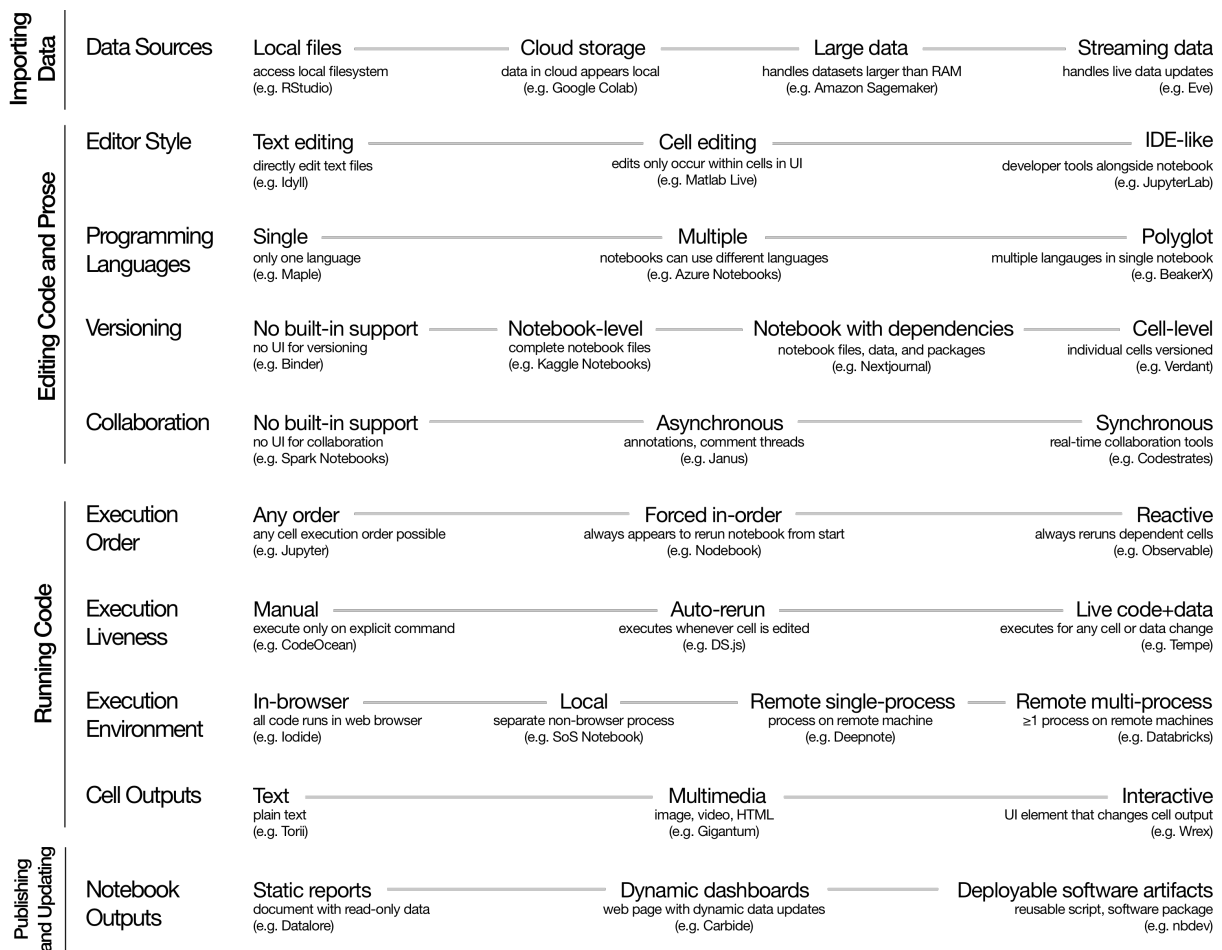 Importing
Data
Data Sources
Local files
access local filesystem
(e.g. RStudio)
Cloud storage
data in cloud appears local
(e.g. Google Colab)
Large data
handles datasets larger than RAM
(e.g. Amazon Sagemaker)
Streaming data
handles live data updates
(e.g. Eve)
Editing Code and Prose
Editor Style
Text editing
directly edit text files
(e.g. Idyll)
Cell editing
edits only occur within cells in UI
(e.g. Matlab Live)
IDE-like
developer tools alongside notebook
(e.g. JupyterLab)
Programming
Languages
Single
only one language
(e.g. Maple)
Multiple
notebooks can use different languages
(e.g. Azure Notebooks)
Polyglot
multiple langauges in single notebook
(e.g. BeakerX)
Versioning
No built-in support
no UI for versioning
(e.g. Binder)
Notebook-level
complete notebook files
(e.g. Kaggle Notebooks)
Notebook with dependencies
notebook files, data, and packages
(e.g. Nextjournal)
Cell-level
individual cells versioned
(e.g. Verdant)
Collaboration
No built-in support
no UI for collaboration
(e.g. Spark Notebooks)
Asynchronous
annotations, comment threads
(e.g. Janus)
Synchronous
real-time collaboration tools
(e.g. Codestrates)
Running Code
Execution
Order
Any order
any cell execution order possible
(e.g. Jupyter)
Forced in-order
always appears to rerun notebook from start
(e.g. Nodebook)
Reactive
always reruns dependent cells
(e.g. Observable)
Execution
Liveness
Manual
execute only on explicit command
(e.g. CodeOcean)
Auto-rerun
executes whenever cell is edited
(e.g. DS.js)
Live code+data
executes for any cell or data change
(e.g. Tempe)
Execution
Environment
In-browser
all code runs in web browser
(e.g. Iodide)
Local
separate non-browser process
(e.g. SoS Notebook)
Remote single-process
process on remote machine
(e.g. Deepnote)
Remote multi-process
≥1 process on remote machines
(e.g. Databricks)
Cell Outputs
Text
plain text
(e.g. Torii)
Multimedia
image, video, HTML
(e.g. Gigantum)
Interactive
UI element that changes cell output
(e.g. Wrex)
Publishing
and Updating
Notebook
Outputs
Static reports
document with read-only data
(e.g. Datalore)
Dynamic dashboards
web page with dynamic data updates
(e.g. Carbide)
Deployable software artifacts
reusable script, software package
(e.g. nbdev)